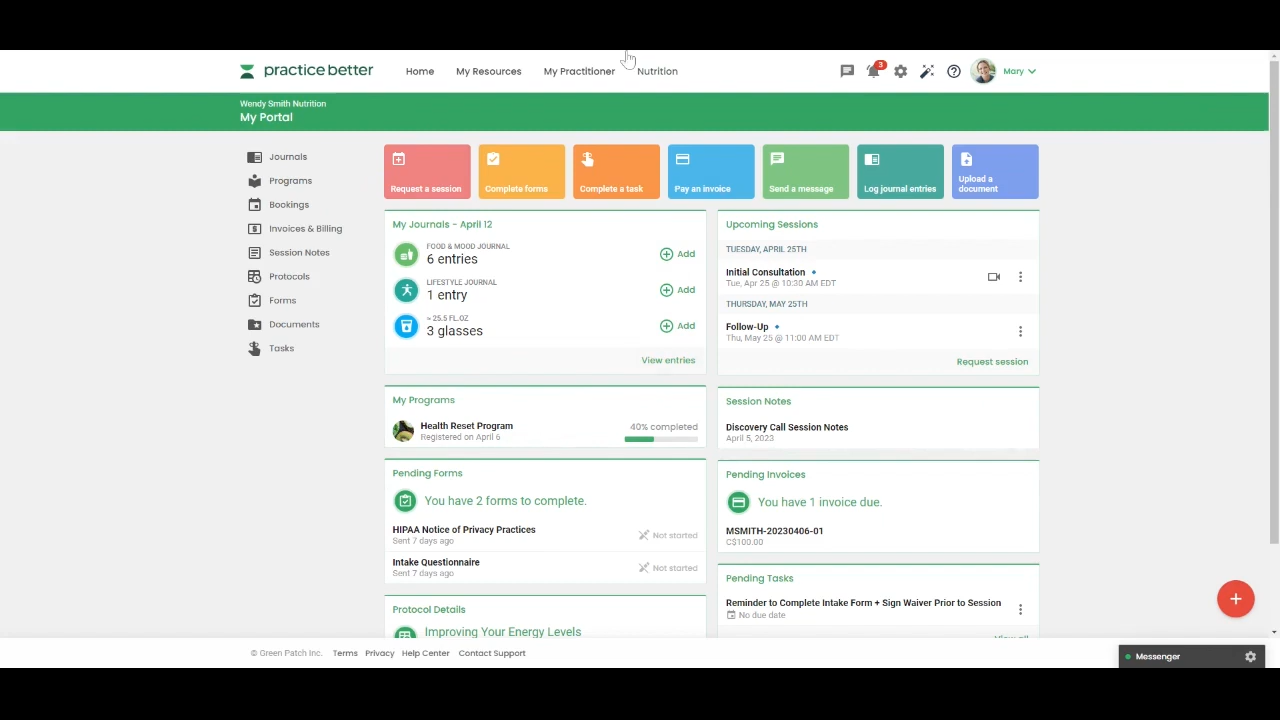 practice better
Home
My Resources
My Practitioner
Nutrition
3
Mary
Wendy Smith Nutrition
My Portal
Journals
Programs
Bookings
Invoices & Billing
Session Notes
Protocols
Forms
Documents
Tasks
Request a session
Complete forms
Complete a task
Pay an invoice
Send a message
Log journal entries
Upload a
document
My Journals - April 12
FOOD & MOOD JOURNAL
6 entries
Add
LIFESTYLE JOURNAL
1 entry
Add
≈ 25.5 FL.OZ
3 glasses
Add
View entries
Upcoming Sessions
TUESDAY, APRIL 25TH
Initial Consultation
Tue, Apr 25 @ 10:30 AM EDT
THURSDAY, MAY 25TH
Follow-Up
Thu, May 25 @ 11:00 AM EDT
Request session
My Programs
Health Reset Program
Registered on April 6
40% completed
Session Notes
Discovery Call Session Notes
April 5, 2023
Pending Forms
You have 2 forms to complete.
HIPAA Notice of Privacy Practices
Sent 7 days ago
Not started
Intake Questionnaire
Sent 7 days ago
Not started
Pending Invoices
You have 1 invoice due.
MSMITH-20230406-01
C$100.00
Pending Tasks
Reminder to Complete Intake Form + Sign Waiver Prior to Session
No due date
View all
Protocol Details
Improving Your Energy Levels
© Green Patch Inc.
Terms
Privacy
Help Center
Contact Support
Messenger